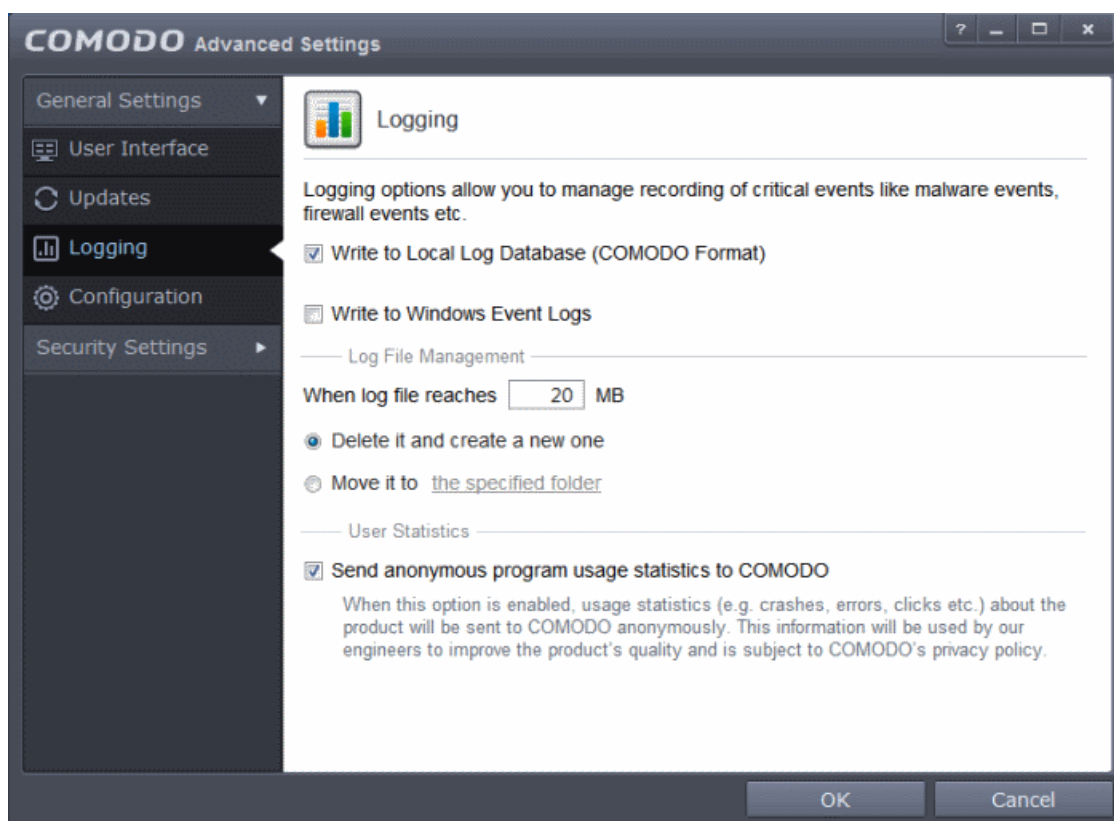 COMODO Advanced Settings
?
General Settings
User Interface
Updates
Logging
Configuration
Security Settings
Logging
Logging options allow you to manage recording of critical events like malware events,
firewall events etc.
Write to Local Log Database (COMODO Format)
Write to Windows Event Logs
Log File Management
When log file reaches 20 MB
Delete it and create a new one
Move it to the specified folder
User Statistics
Send anonymous program usage statistics to COMODO
When this option is enabled, usage statistics (e.g. crashes, errors, clicks etc.) about the
product will be sent to COMODO anonymously. This information will be used by our
engineers to improve the product's quality and is subject to COMODO's privacy policy.
OK Cancel